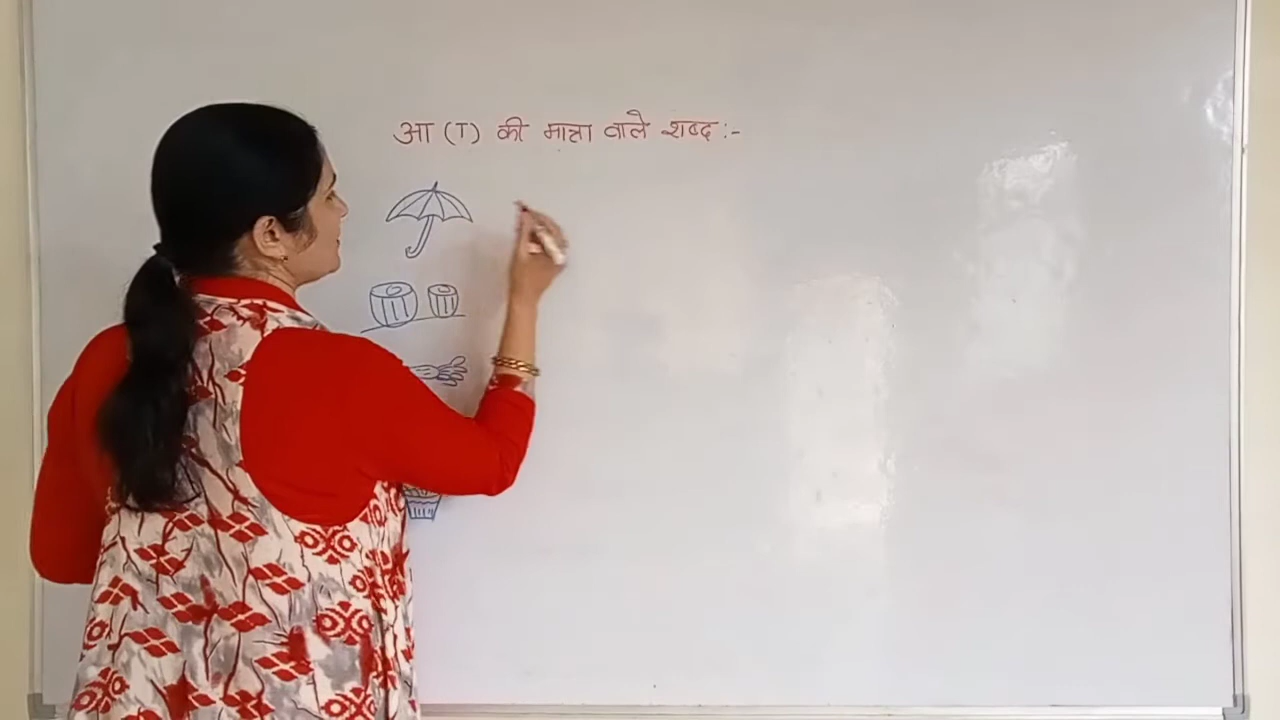 आ (ा) की मात्रा वाले शब्द :-